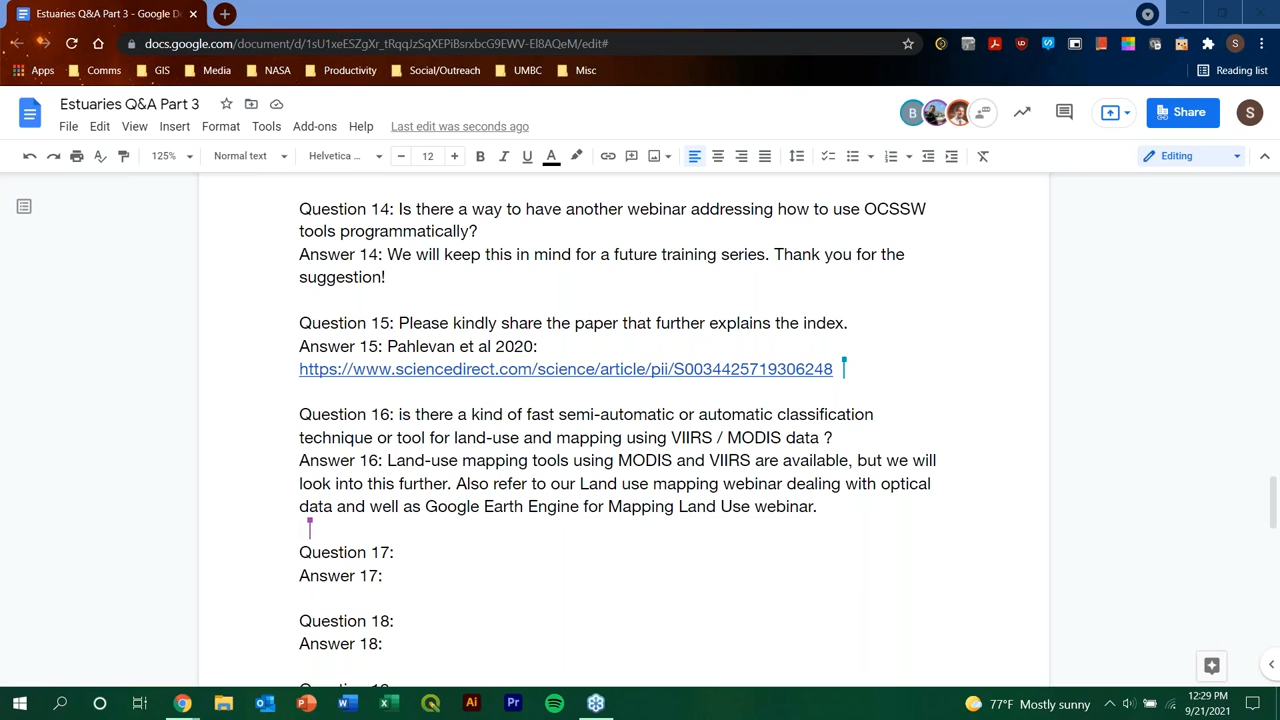 Estuaries Q&A Part 3 - Google D
docs.google.com/document/d/1sU1xeESZgXr_tRqqJzSqXEPiBsrxbcG9EWV-El8AQeM/edit#
Apps Comms GIS Media NASA Productivity Social/Outreach UMBC Misc Reading list
Estuaries Q&A Part 3
File Edit View Insert Format Tools Add-ons Help Last edit was seconds ago
B Share S
125% Normal text Helvetica ... 12 Editing
Question 14: Is there a way to have another webinar addressing how to use OCSSW
tools programmatically?
Answer 14: We will keep this in mind for a future training series. Thank you for the
suggestion!
Question 15: Please kindly share the paper that further explains the index.
Answer 15: Pahlevan et al 2020:
https://www.sciencedirect.com/science/article/pii/S0034425719306248
Question 16: is there a kind of fast semi-automatic or automatic classification
technique or tool for land-use and mapping using VIIRS / MODIS data ?
Answer 16: Land-use mapping tools using MODIS and VIIRS are available, but we will
look into this further. Also refer to our Land use mapping webinar dealing with optical
data and well as Google Earth Engine for Mapping Land Use webinar.
Question 17:
Answer 17:
Question 18:
Answer 18:
77°F Mostly sunny
12:29 PM
9/21/2021